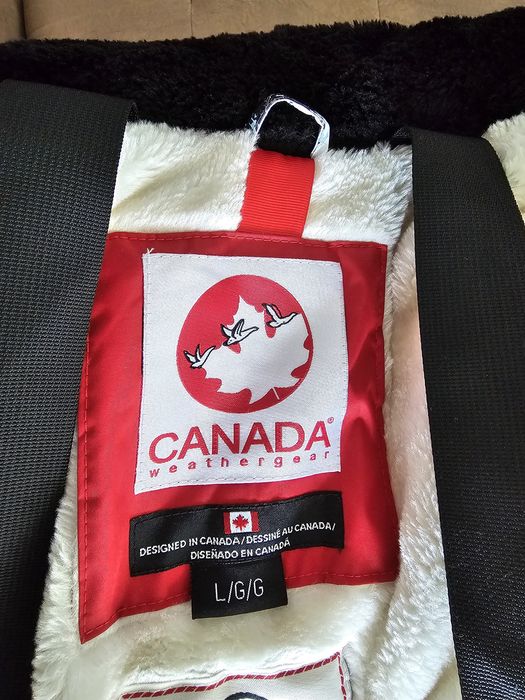 CANADA®
weathergear
DESIGNED IN CANADA/DESSINÉ AU CANADA/
DISEÑADO EN CANADÁ
L/G/G